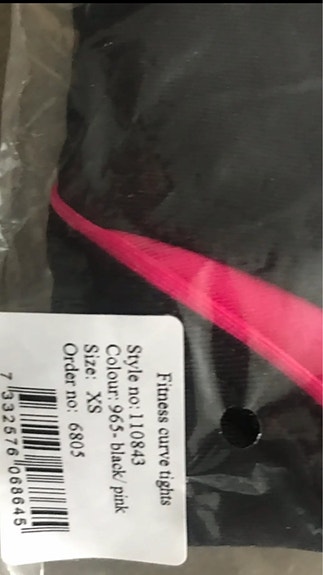 Fitness curve tights
Style no: 110843
Colour: 965- black/ pink
Size: XS
Order no: 6805
7 332576 068645